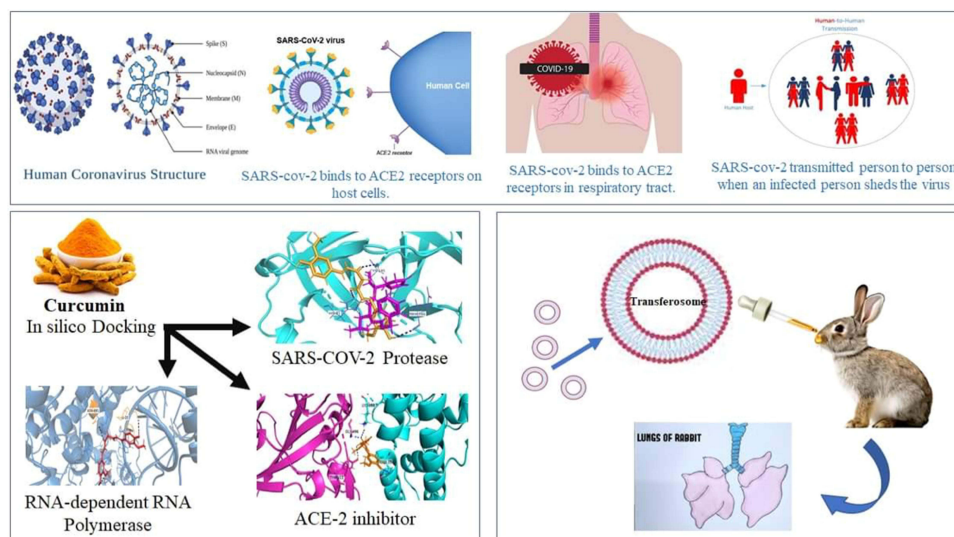 Spike (S)
Nucleocapsid (N)
Membrane (M)
Envelope (E)
RNA viral genome
Human Coronavirus Structure
SARS-CoV-2 virus
Human Cell
ACE2 receptor
SARS-cov-2 binds to ACE2 receptors on
host cells.
COVID-19
SARS-cov-2 binds to ACE2
receptors in respiratory tract.
Human-to-Human
Transmission
Human Host
SARS-cov-2 transmitted person to person
when an infected person sheds the virus
Curcumin
In silico Docking
SARS-COV-2 Protease
RNA-dependent RNA
Polymerase
ACE-2 inhibitor
Transferosome
LUNGS OF RABBIT